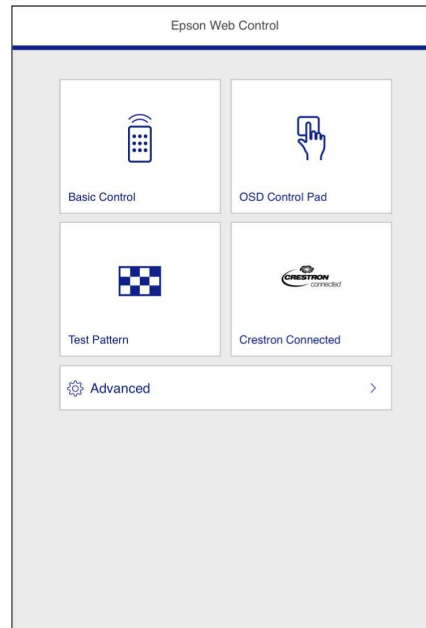 Epson Web Control
Basic Control
OSD Control Pad
Test Pattern
CRESTRON
connected
Crestron Connected
Advanced